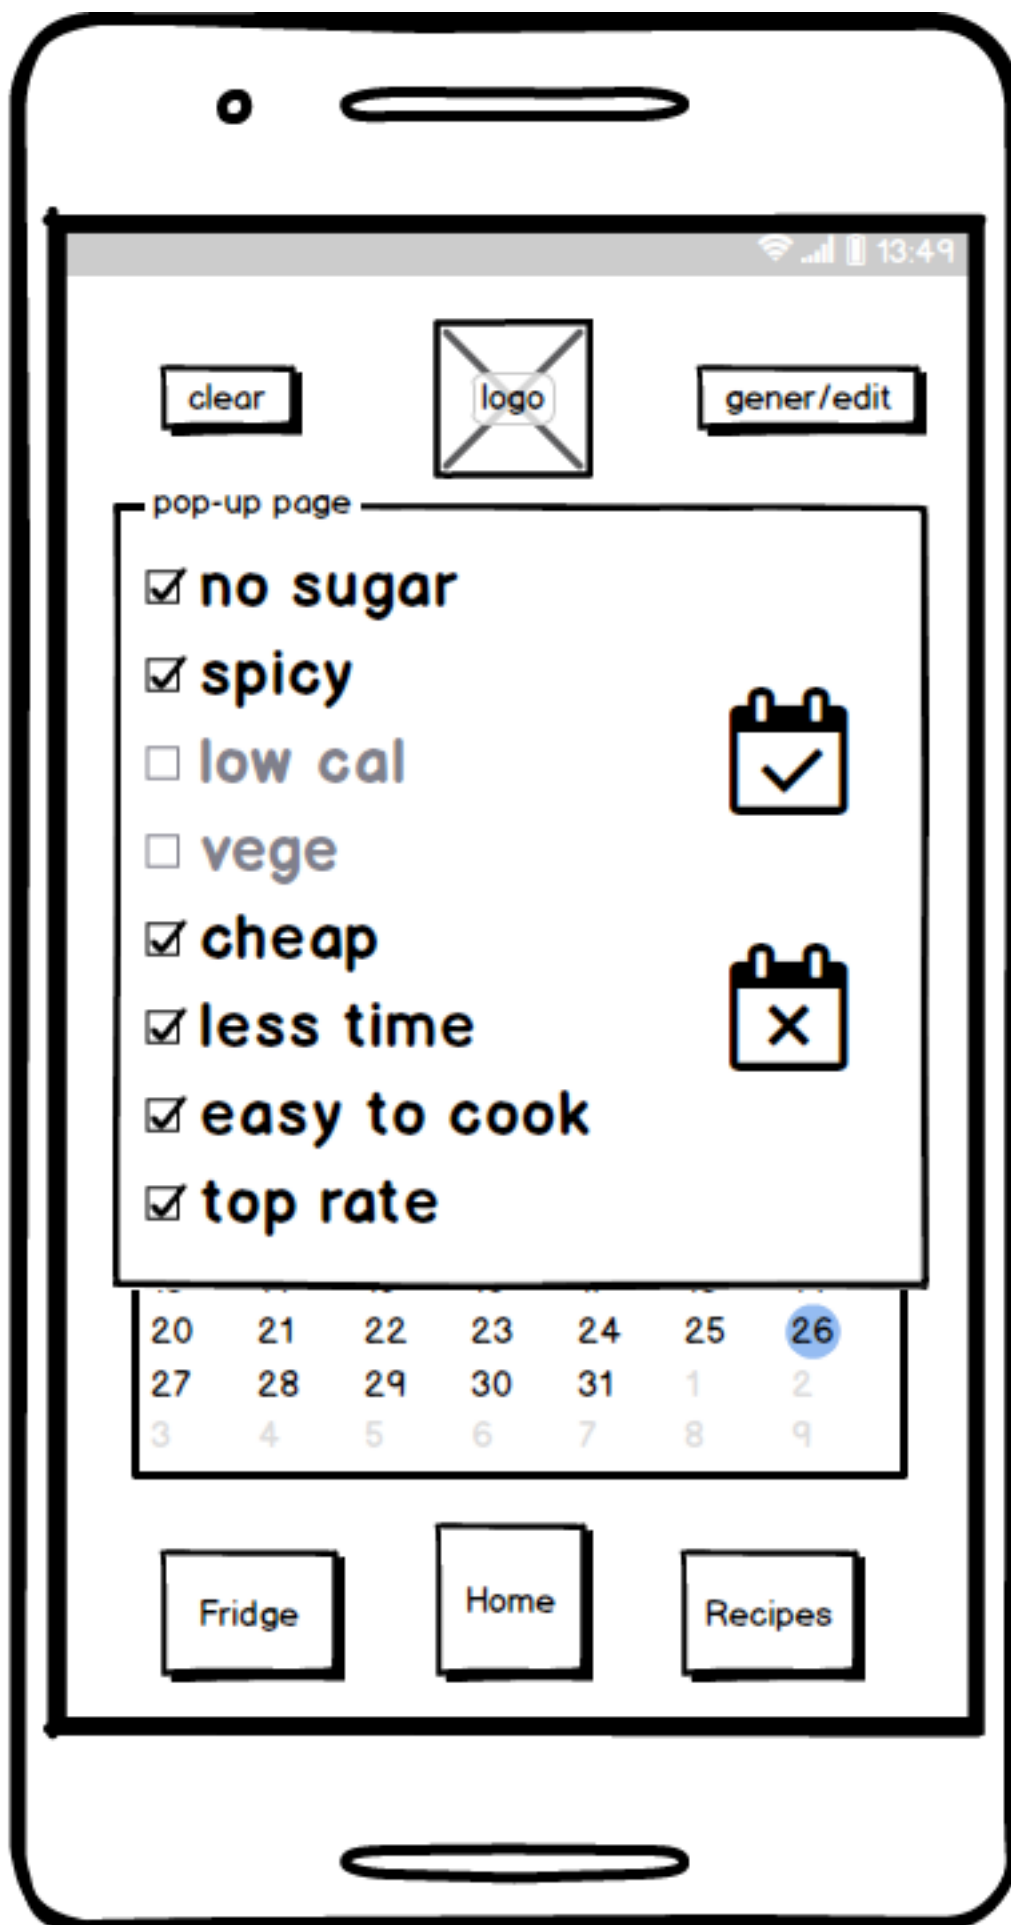 13:49
clear
logo
gener/edit
pop-up page
no sugar
spicy
low cal
vege
cheap
less time
easy to cook
top rate
20 21 22 23 24 25 26
27 28 29 30 31 1 2
3 4 5 6 7 8 9
Fridge
Home
Recipes